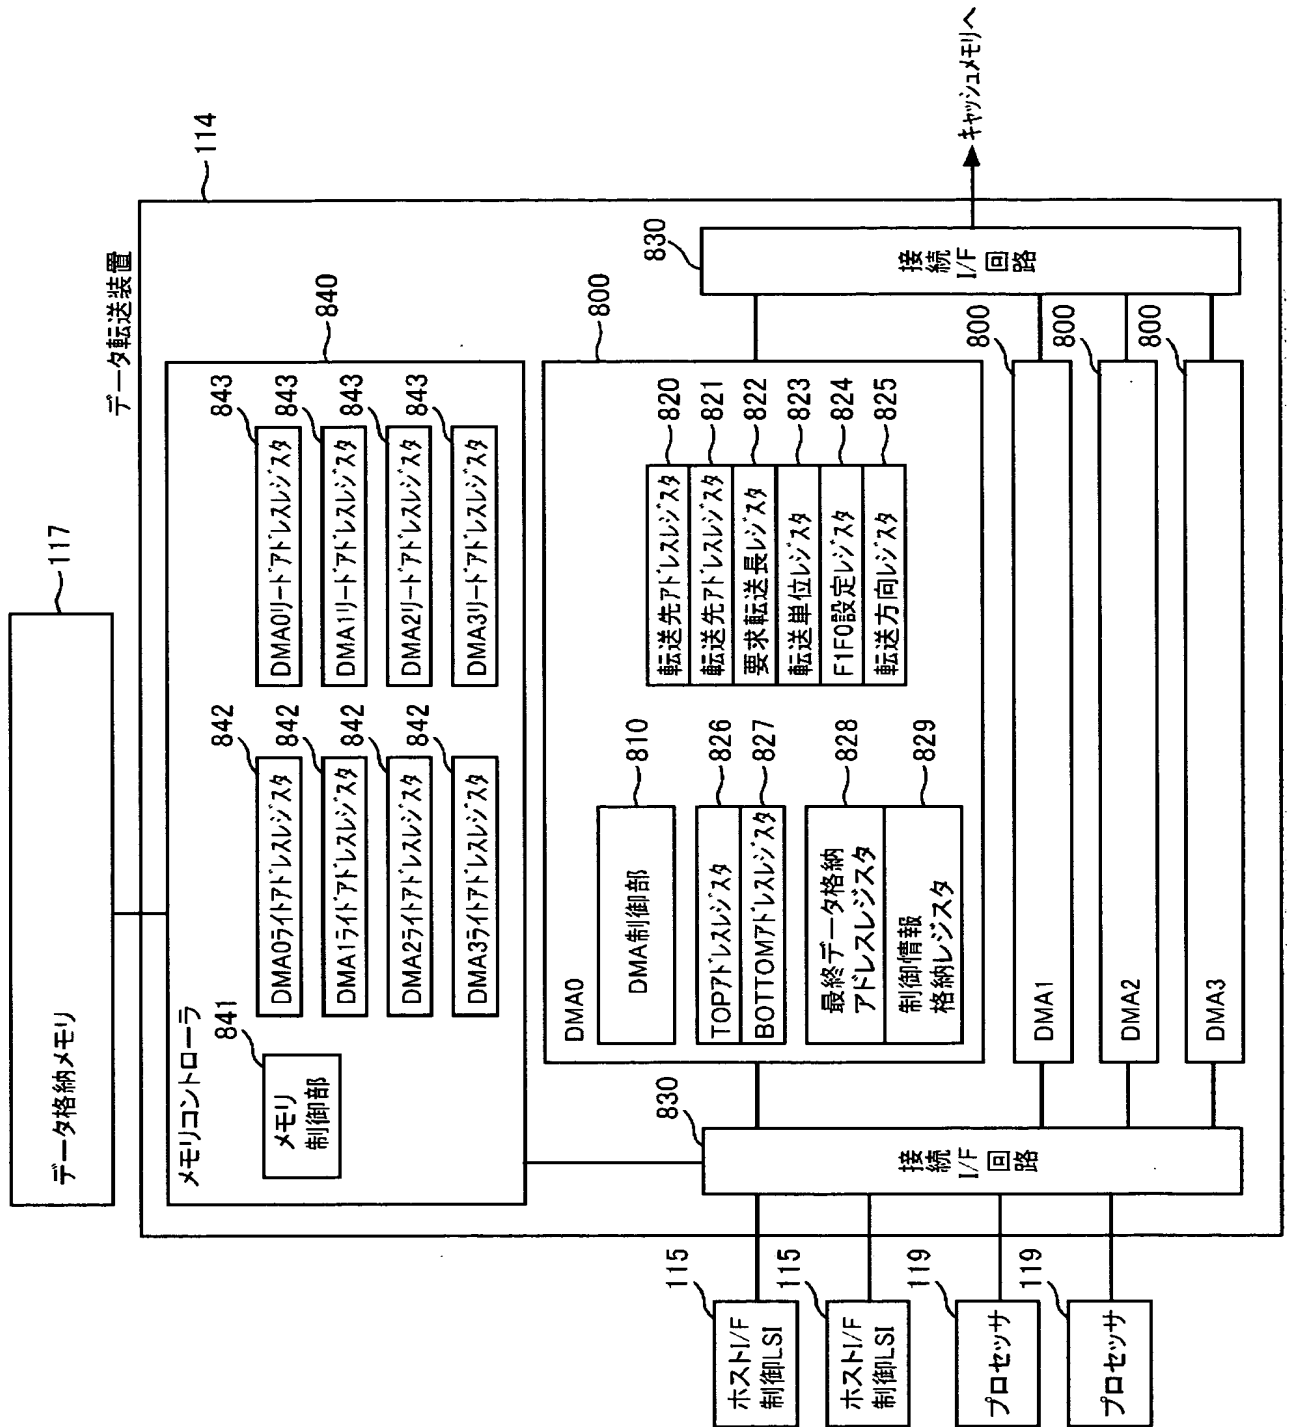 データ格納メモリ
117
データ転送装置
114
メモリコントローラ
840
メモリ
制御部
841
DMA0ライトアドレスレジスタ
842
DMA1ライトアドレスレジスタ
842
DMA2ライトアドレスレジスタ
842
DMA3ライトアドレスレジスタ
842
DMA0リードアドレスレジスタ
843
DMA1リードアドレスレジスタ
843
DMA2リードアドレスレジスタ
843
DMA3リードアドレスレジスタ
843
DMA0
800
DMA制御部
810
TOPアドレスレジスタ
826
BOTTOMアドレスレジスタ
827
最終データ格納
アドレスレジスタ
828
制御情報
格納レジスタ
829
転送先アドレスレジスタ
820
転送先アドレスレジスタ
821
要求転送長レジスタ
822
転送単位レジスタ
823
F1F0設定レジスタ
824
転送方向レジスタ
825
DMA1
800
DMA2
800
DMA3
800
接続
I/F
回路
830
接続
I/F
回路
830
キャッシュメモリへ
ホストI/F
制御LSI
115
ホストI/F
制御LSI
115
プロセッサ
119
プロセッサ
119